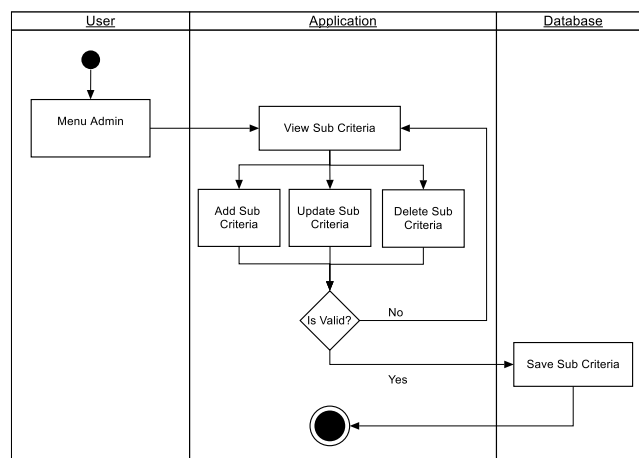 User
Application
Database
Menu Admin
View Sub Criteria
Add Sub
Criteria
Update Sub
Criteria
Delete Sub
Criteria
Is Valid?
No
Yes
Save Sub Criteria